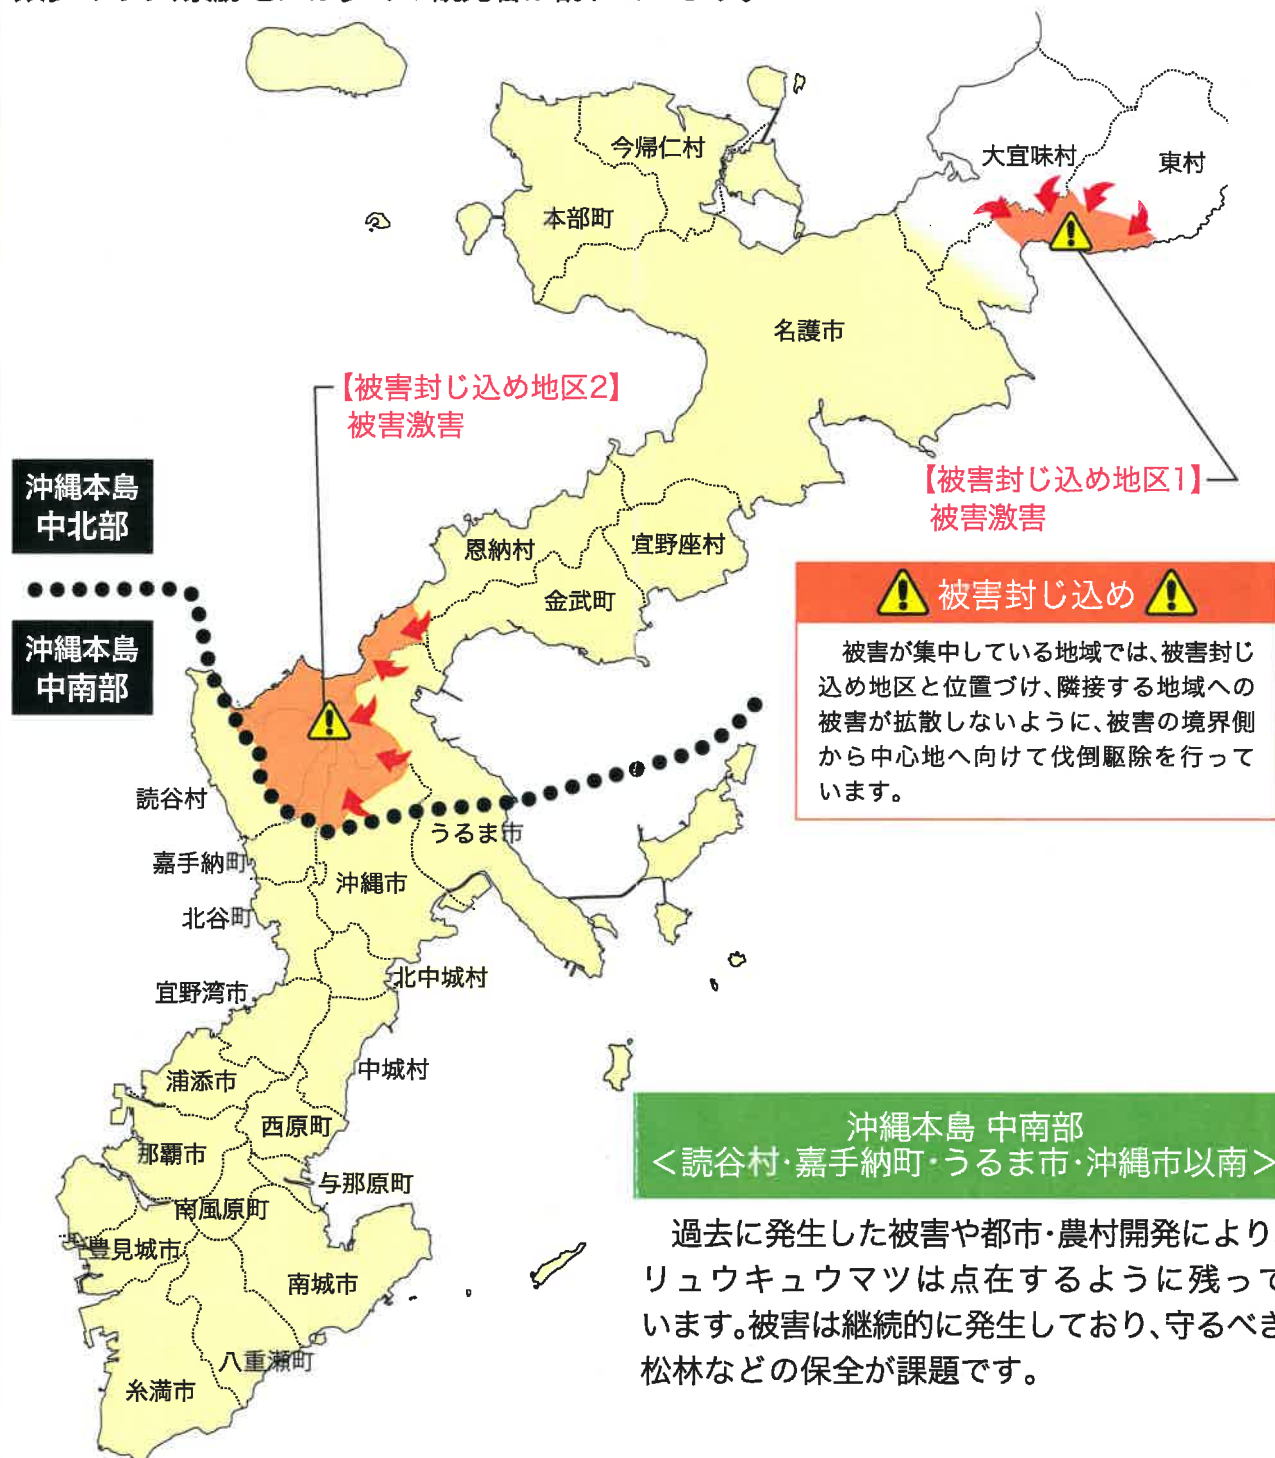 今帰仁村
大宜味村
東村
本部町
名護市
【被害封じ込め地区2】
被害激害
【被害封じ込め地区1】
被害激害
沖縄本島
中北部
恩納村
宜野座村
金武町
被害封じ込め
被害が集中している地域では、被害封じ
込め地区と位置づけ、隣接する地域への
被害が拡散しないように、被害の境界側
から中心地へ向けて伐倒駆除を行って
います。
沖縄本島
中南部
読谷村
うるま市
嘉手納町
沖縄市
北谷町
北中城村
宜野湾市
中城村
浦添市
西原町
那覇市
与那原町
南風原町
豊見城市
南城市
八重瀬町
糸満市
沖縄本島 中南部
＜読谷村・嘉手納町・うるま市・沖縄市以南＞
過去に発生した被害や都市・農村開発により
リュウキュウマツは点在するように残って
います。被害は継続的に発生しており、守るべき
松林などの保全が課題です。